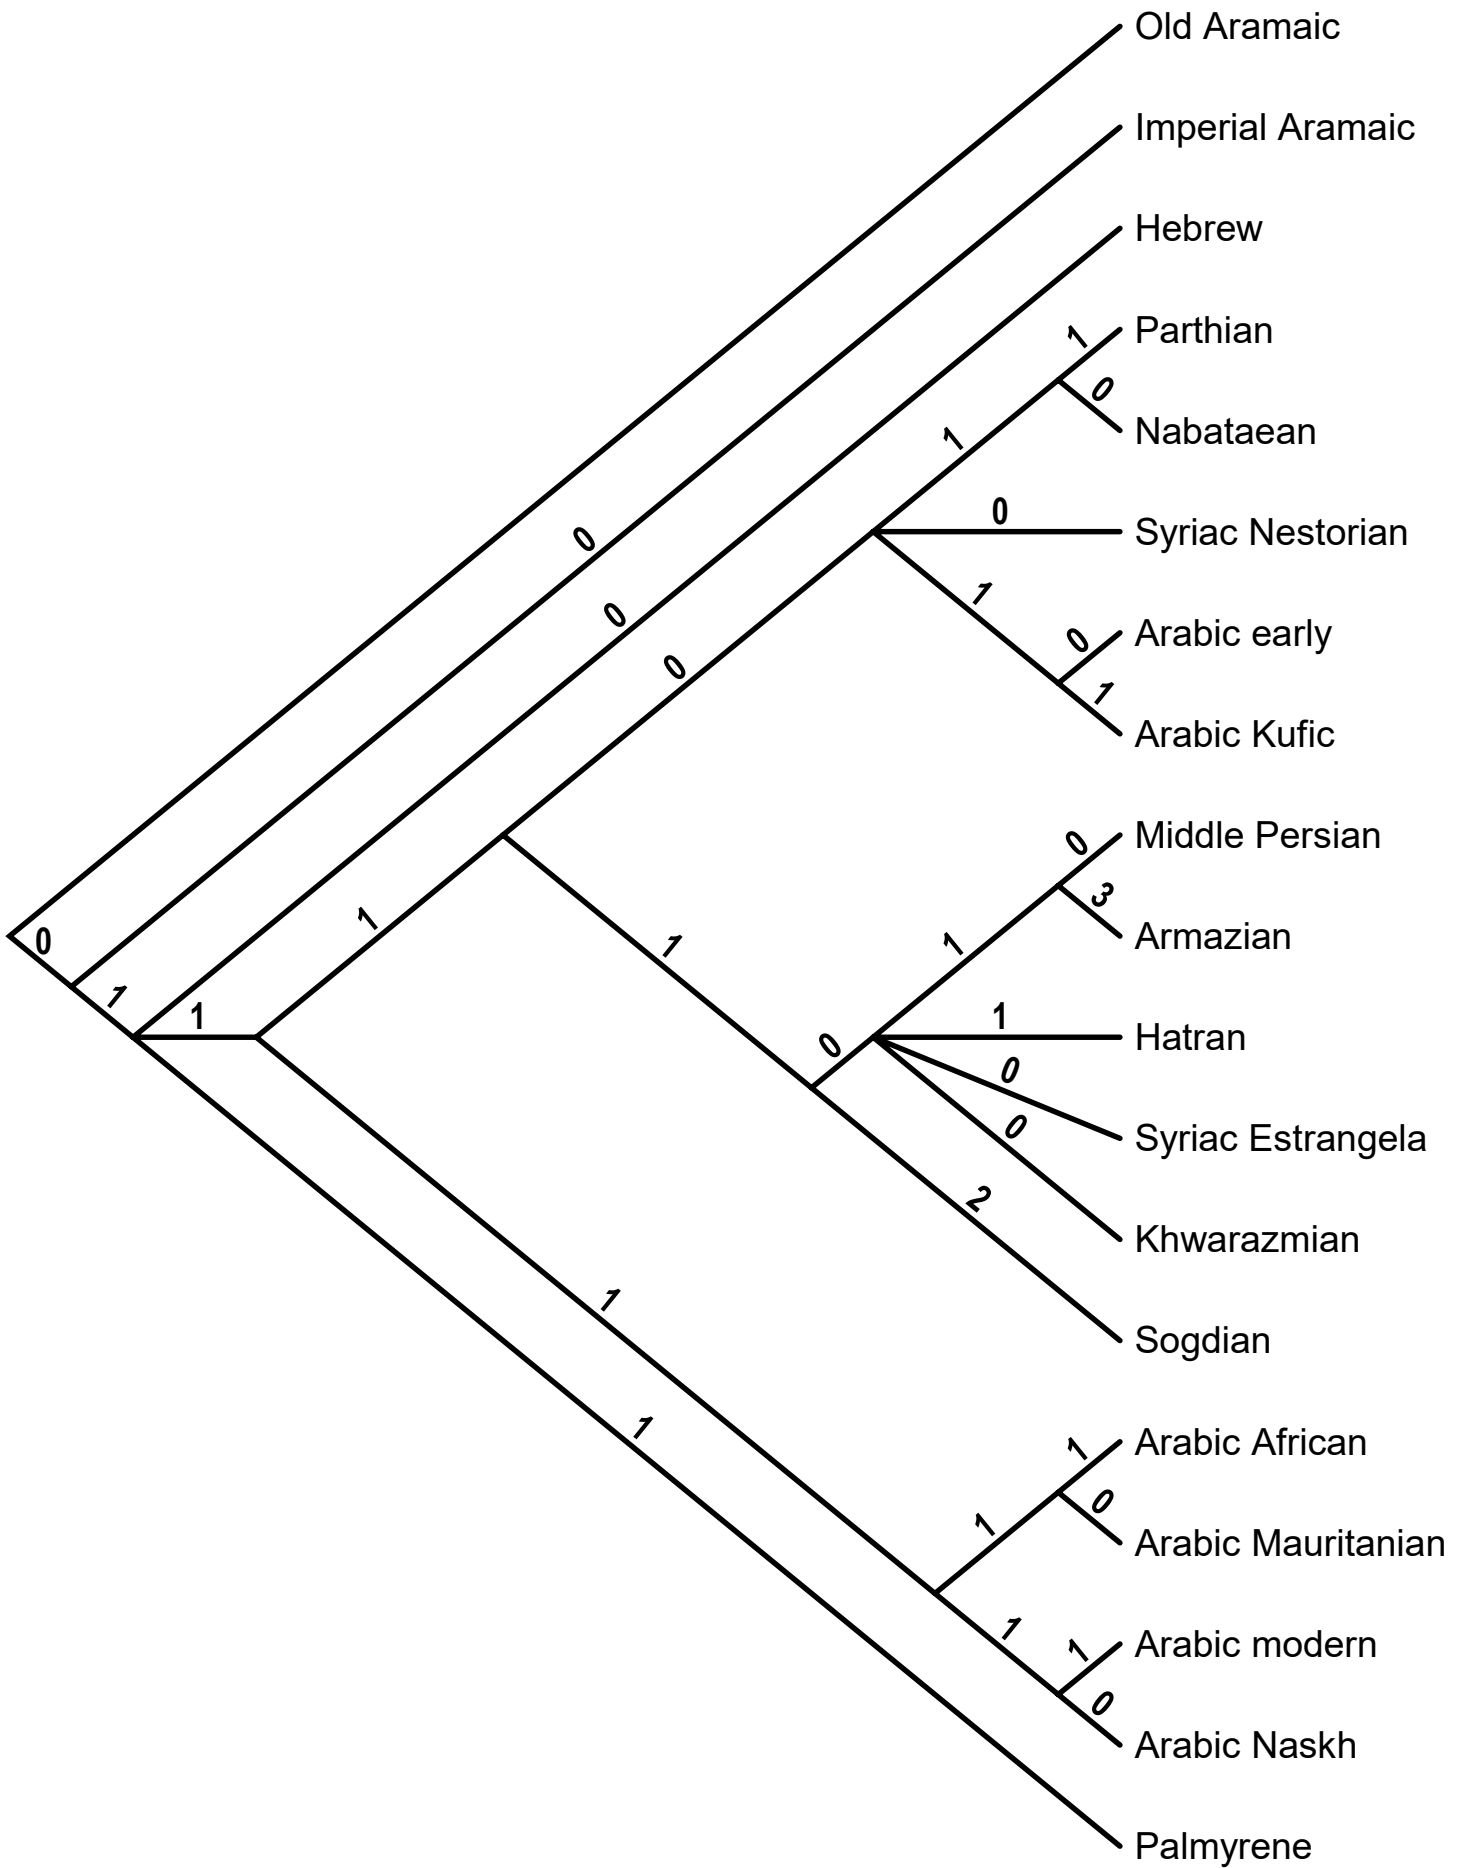 Old Aramaic
Imperial Aramaic
Hebrew
1 Parthian
0
1 Nabataean
0
0 Syriac Nestorian
1
0
0 Arabic early
0
1
Arabic Kufic
0 Middle Persian
3
1
0
1
1 Armazian
1
1
1 Hatran
0
0
0 Syriac Estrangela
2
Khwarazmian
1
Sogdian
1
1 Arabic African
0
1
Arabic Mauritanian
1
1 Arabic modern
0
Arabic Naskh
Palmyrene